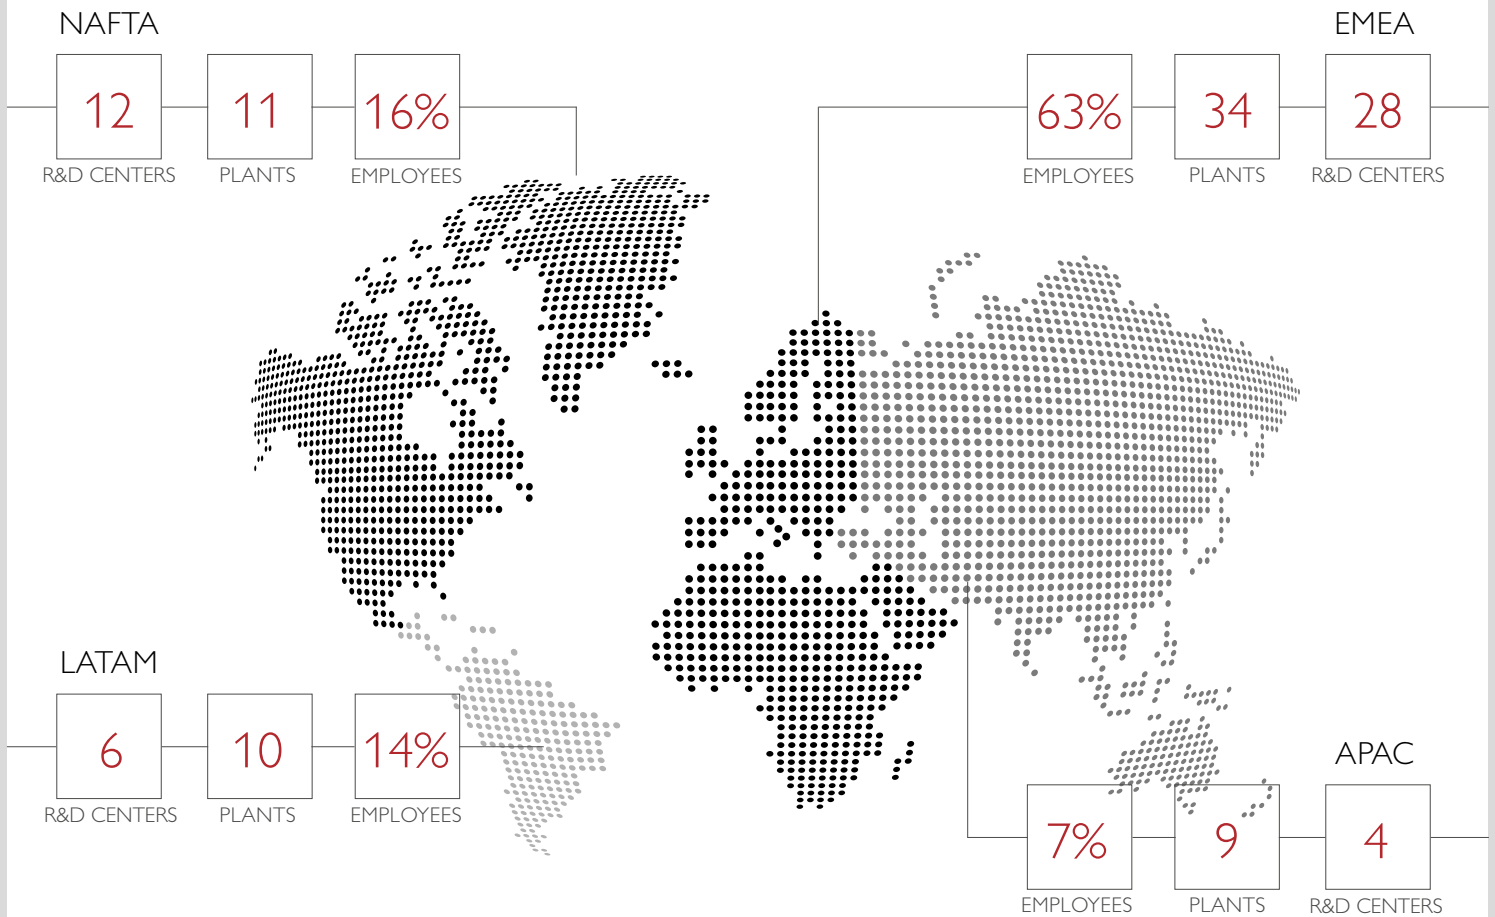 NAFTA
12 11 16%
R&D CENTERS PLANTS EMPLOYEES
EMEA
63% 34 28
EMPLOYEES PLANTS R&D CENTERS
LATAM
6 10 14%
R&D CENTERS PLANTS EMPLOYEES
APAC
7% 9 4
EMPLOYEES PLANTS R&D CENTERS